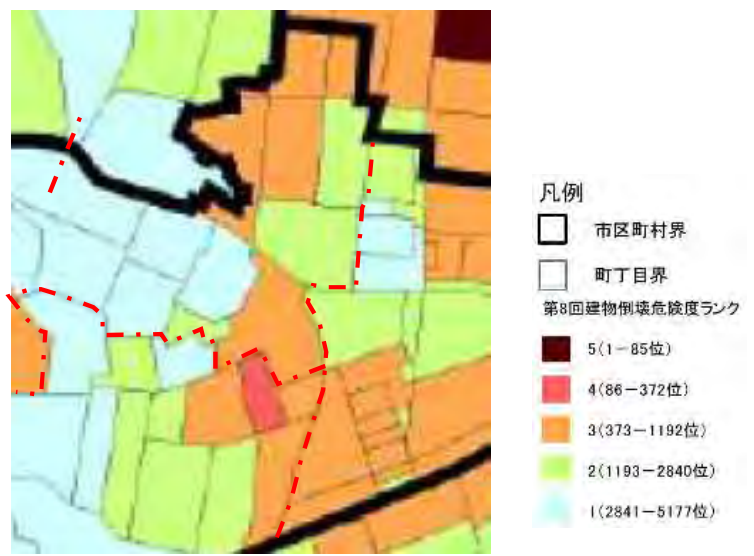 凡例
市区町村界
町丁目界
第8回建物倒壊危険度ランク
5(1-85位)
4(86-372位)
3(373-1192位)
2(1193-2840位)
1(2841-5177位)